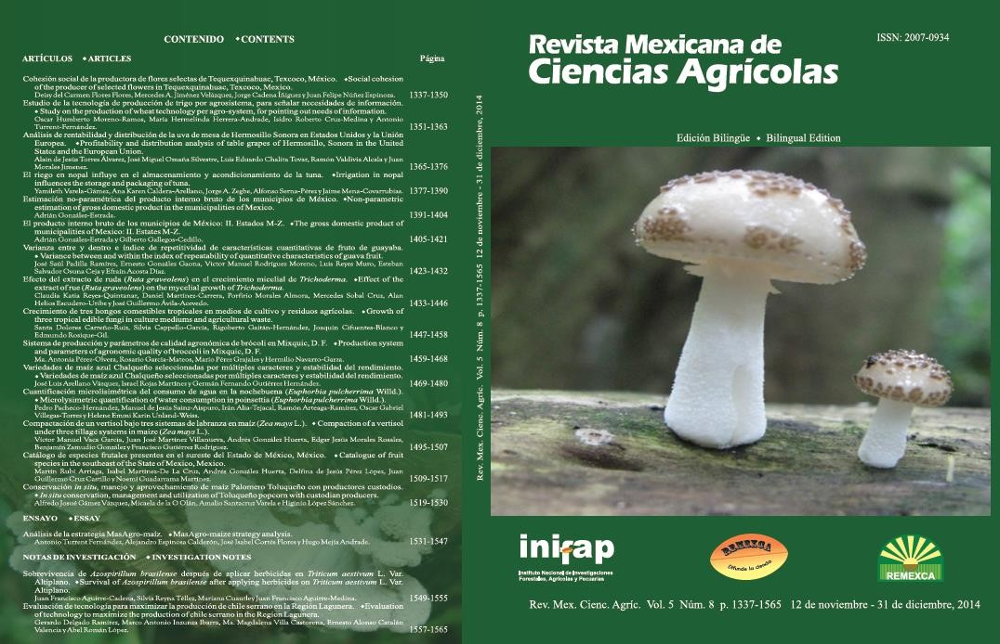 CONTENIDO ◆CONTENTS
ARTÍCULOS ◆ARTICLES Página
Cohesión social de la productora de flores selectas de Tequexquinahuac, Texcoco, México. ◆Social cohesion
of the producer of selected flowers in Tequexquinahuac, Texcoco, Mexico.
Deisy del Carmen Flores Flores, Mercedes A. Jiménez Velázquez, Jorge Cadena Iñiguez y Juan Felipe Núñez Espinoza. 1337-1350
Estudio de la tecnología de producción de trigo por agrosistema, para señalar necesidades de información.
◆Study on the production of wheat technology per agro-system, for pointing out needs of information.
Oscar Humberto Moreno-Ramos, María Hermelinda Herrera-Andrade, Isidro Roberto Cruz-Medina y Antonio
Turrent-Fernández. 1351-1363
Análisis de rentabilidad y distribución de la uva de mesa de Hermosillo Sonora en Estados Unidos y la Unión
Europea. ◆Profitability and distribution analysis of table grapes of Hermosillo, Sonora in the United
States and the European Union.
Alain de Jesús Torres Álvarez, José Miguel Omaña Silvestre, Luis Eduardo Chalita Tovar, Ramón Valdivia Alcala y Juan
Morales Jimenez. 1365-1376
El riego en nopal influye en el almacenamiento y acondicionamiento de la tuna. ◆Irrigation in nopal
influences the storage and packaging of tuna.
Yamileth Varela-Gámez, Ana Karen Caldera-Arellano, Jorge A. Zegbe, Alfonso Serna-Pérez y Jaime Mena-Covarrubias. 1377-1390
Estimación no-paramétrica del producto interno bruto de los municipios de México. ◆Non-parametric
estimation of gross domestic product in the municipalities of Mexico.
Adrián González-Estrada. 1391-1404
El producto interno bruto de los municipios de México: II. Estados M-Z. ◆The gross domestic product of
municipalities of Mexico: II. Estates M-Z.
Adrián González-Estrada y Gilberto Gallegos-Cedillo. 1405-1421
Varianza entre y dentro e índice de repetitividad de características cuantitativas de fruto de guayaba.
◆Variance between and within the index of repeatability of quantitative characteristics of guava fruit.
José Saúl Padilla Ramírez, Ernesto González Gaona, Víctor Manuel Rodríguez Moreno, Luis Reyes Muro, Esteban
Salvador Osuna Ceja y Efraín Acosta Díaz. 1423-1432
Efecto del extracto de ruda (Ruta graveolens) en el crecimiento micelial de Trichoderma. ◆Effect of the
extract of rue (Ruta graveolens) on the mycelial growth of Trichoderma.
Claudia Katia Reyes-Quintanar, Daniel Martínez-Carrera, Porfirio Morales Almora, Mercedes Sobal Cruz, Alan
Helios Escudero-Uribe y José Guillermo Ávila-Acevedo. 1433-1446
Crecimiento de tres hongos comestibles tropicales en medios de cultivo y residuos agrícolas. ◆Growth of
three tropical edible fungi in culture mediums and agricultural waste.
Santa Dolores Carreño-Ruiz, Silvia Cappello-García, Rigoberto Gaitán-Hernández, Joaquín Cifuentes-Blanco y
Edmundo Rosique-Gil. 1447-1458
Sistema de producción y parámetros de calidad agronómica de brócoli en Mixquic, D. F. ◆Production system
and parameters of agronomic quality of broccoli in Mixquic, D. F.
Ma. Antonia Pérez-Olvera, Rosario García-Mateos, Mario Pérez Grajales y Hermilio Navarro-Garza. 1459-1468
Variedades de maíz azul Chalqueño seleccionadas por múltiples caracteres y estabilidad del rendimiento.
◆Variedades de maíz azul Chalqueño seleccionadas por múltiples caracteres y estabilidad del rendimiento.
José Luis Arellano Vázquez, Israel Rojas Martínez y Germán Fernando Gutiérrez Hernández. 1469-1480
Cuantificación microlisimétrica del consumo de agua en la nochebuena (Euphorbia pulcherrima Willd.).
◆Microlysimetric quantification of water consumption in poinsettia (Euphorbia pulcherrima Willd.).
Pedro Pacheco-Hernández, Manuel de Jesús Sainz-Aispuro, Irán Alia-Tejacal, Ramón Arteaga-Ramírez, Oscar Gabriel
Villegas-Torres y Helene Emmi Karin Unland-Weiss. 1481-1493
Compactación de un vertisol bajo tres sistemas de labranza en maíz (Zea mays L.). ◆Compaction of a vertisol
under three tillage systems in maize (Zea mays L.).
Víctor Manuel Vaca García, Juan José Martínez Villanueva, Andrés González Huerta, Edgar Jesús Morales Rosales,
Benjamín Zamudio González y Francisco Gutiérrez Rodríguez. 1495-1507
Catálogo de especies frutales presentes en el sureste del Estado de México, México. ◆Catalogue of fruit
species in the southeast of the State of Mexico, Mexico.
Martín Rubí Arriaga, Isabel Martínez-De La Cruz, Andrés González Huerta, Delfina de Jesús Pérez López, Juan
Guillermo Cruz Castillo y Noemí Guadarrama Martínez. 1509-1517
Conservación in situ, manejo y aprovechamiento de maíz Palomero Toluqueño con productores custodios.
◆In situ conservation, management and utilization of Toluqueño popcorn with custodian producers.
Alfredo Josué Gámez Vázquez, Micaela de la O Olán, Amalio Santacruz Varela e Higinio López Sánchez. 1519-1530
ENSAYO ◆ESSAY
Análisis de la estrategia MasAgro-maíz. ◆MasAgro-maize strategy analysis.
Antonio Turrent Fernández, Alejandro Espinosa Calderón, José Isabel Cortés Flores y Hugo Mejía Andrade. 1531-1547
NOTAS DE INVESTIGACIÓN ◆INVESTIGATION NOTES
Sobrevivencia de Azospirillum brasilense después de aplicar herbicidas en Triticum aestivum L. Var.
Altiplano. ◆Survival of Azospirillum brasilense after applying herbicides on Triticum aestivum L. Var.
Altiplano.
Juan Francisco Aguirre-Cadena, Silvia Reyna Téllez, Mariana Cuautle y Juan Francisco Aguirre-Medina. 1549-1555
Evaluación de tecnología para maximizar la producción de chile serrano en la Región Lagunera. ◆Evaluation
of technology to maximize the production of chile serrano in the Region Lagunera.
Gerardo Delgado Ramírez, Marco Antonio Inzunza Ibarra, Ma. Magdalena Villa Castorena, Ernesto Alonso Catalán
Valencia y Abel Román López. 1557-1565
Rev. Mex. Cienc. Agríc. Vol. 5 Núm. 8 p. 1337-1565 12 de noviembre - 31 de diciembre, 2014
Revista Mexicana de
Ciencias Agrícolas
ISSN: 2007-0934
Edición Bilingüe ◆ Bilingual Edition
inifap
Instituto Nacional de Investigaciones
Forestales, Agrícolas y Pecuarias
REMEXCA
Difunde la ciencia
REMEXCA
Rev. Mex. Cienc. Agríc. Vol. 5 Núm. 8 p. 1337-1565 12 de noviembre - 31 de diciembre, 2014